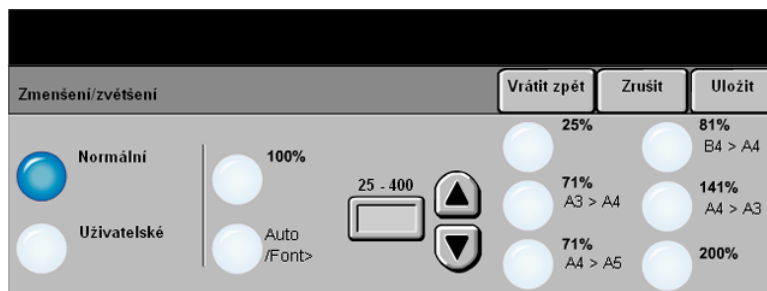 Zmenšení/zvětšení
Vrátit zpět
Zrušit
Uložit
Normální
Uživatelské
100%
Auto
/Font>
25 - 400
25%
71%
A3 > A4
71%
A4 > A5
81%
B4 > A4
141%
A4 > A3
200%